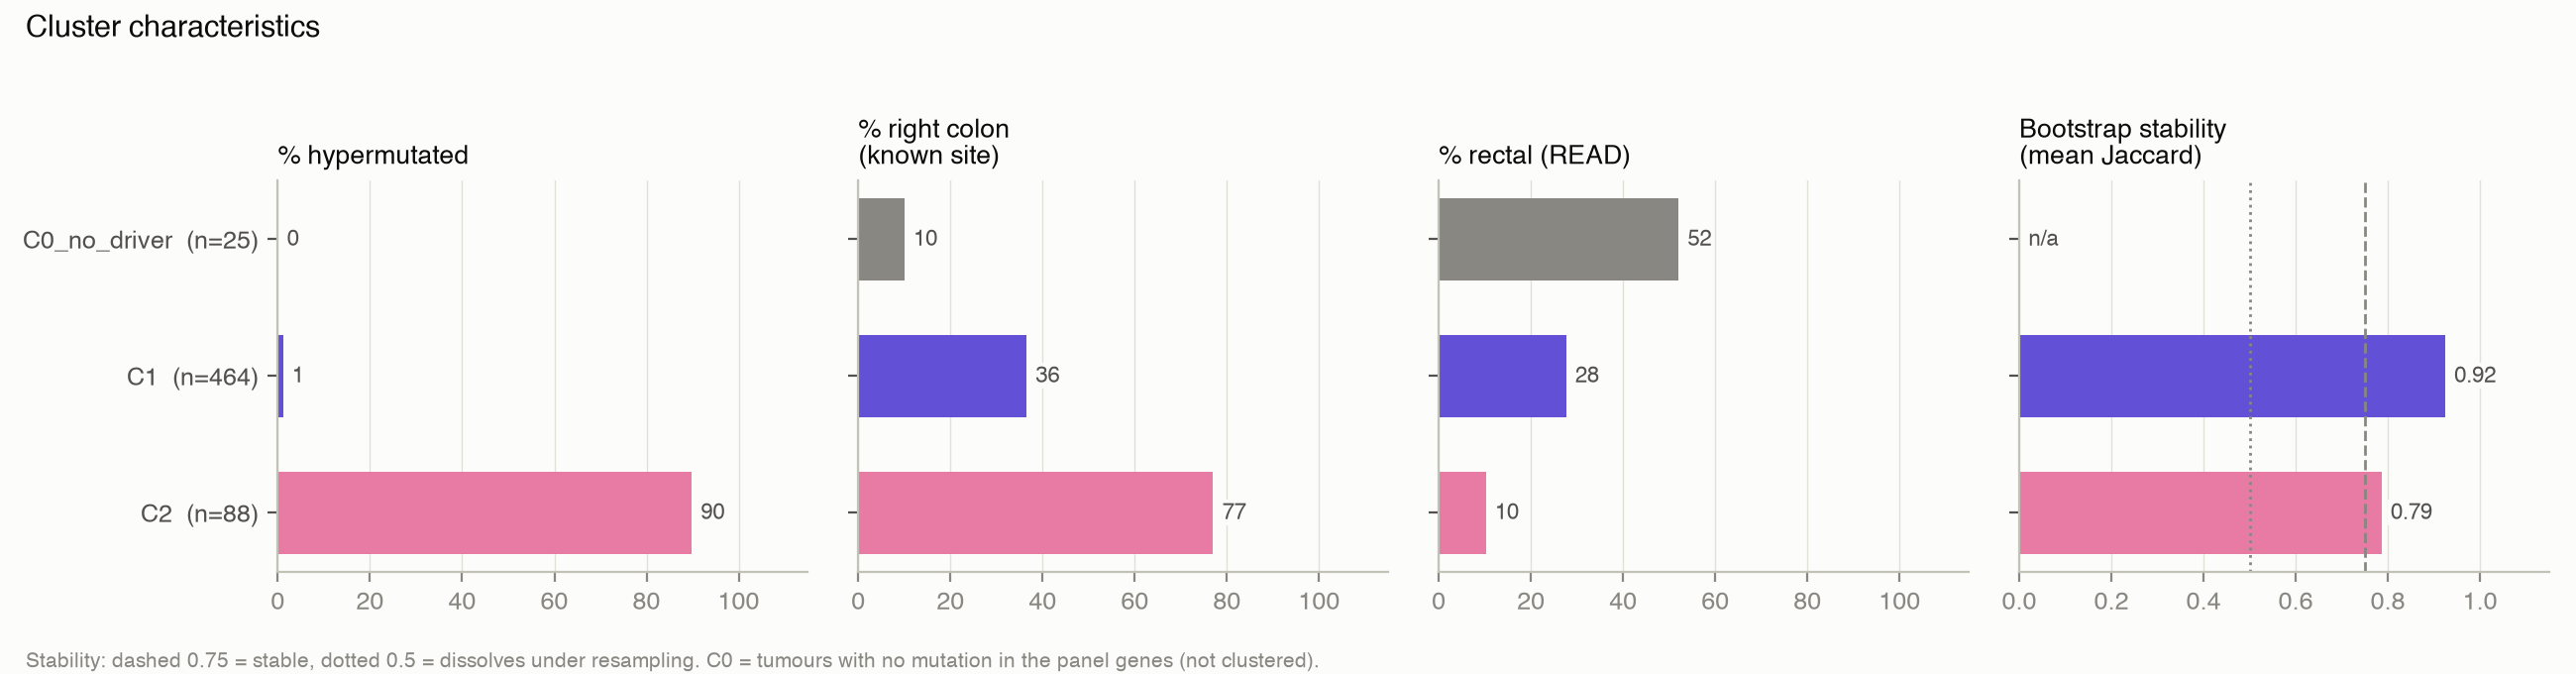 Cluster characteristics
% hypermutated
% right colon
(known site)
% rectal (READ)
Bootstrap stability
(mean Jaccard)
C0_no_driver (n=25)
0
10
52
n/a
C1 (n=464)
1
36
28
0.92
C2 (n=88)
90
77
10
0.79
0 20 40 60 80 100
0 20 40 60 80 100
0 20 40 60 80 100
0.0 0.2 0.4 0.6 0.8 1.0
Stability: dashed 0.75 = stable, dotted 0.5 = dissolves under resampling. C0 = tumours with no mutation in the panel genes (not clustered).